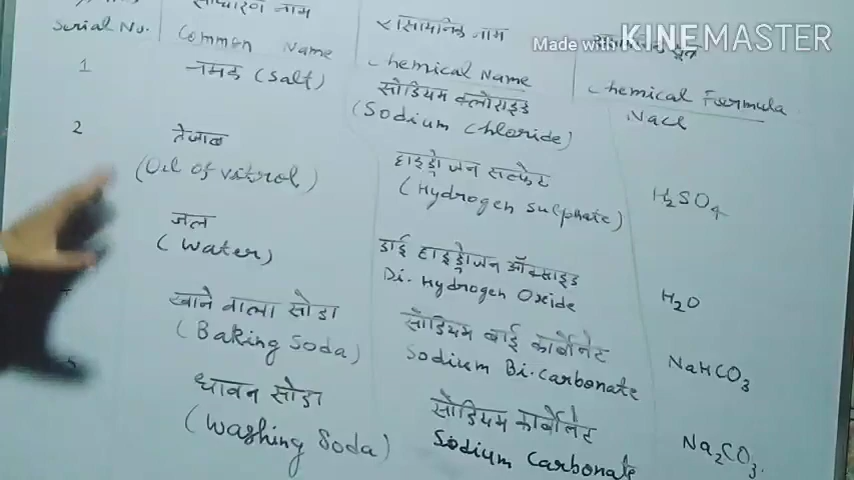 साधारण नाम
रासायनिक नाम
Made with KINEMASTER
Serial No.
Common Name
Chemical Name
Chemical Formula
1
नमक (Salt)
सोडियम क्लोराइड
(Sodium Chloride)
NaCl
2
तेजाब
(Oil of vitrol)
हाइड्रोजन सल्फेट
(Hydrogen Sulphate)
H₂SO₄
जल
(Water)
डाई हाइड्रोजन ऑक्साइड
Di. Hydrogen Oxide
H₂O
खाने वाला सोडा
(Baking Soda)
सोडियम बाई कार्बोनेट
Sodium Bi.carbonate
NaHCO₃
धावन सोडा
(Washing Soda)
सोडियम कार्बोनेट
Sodium Carbonate
Na₂CO₃.